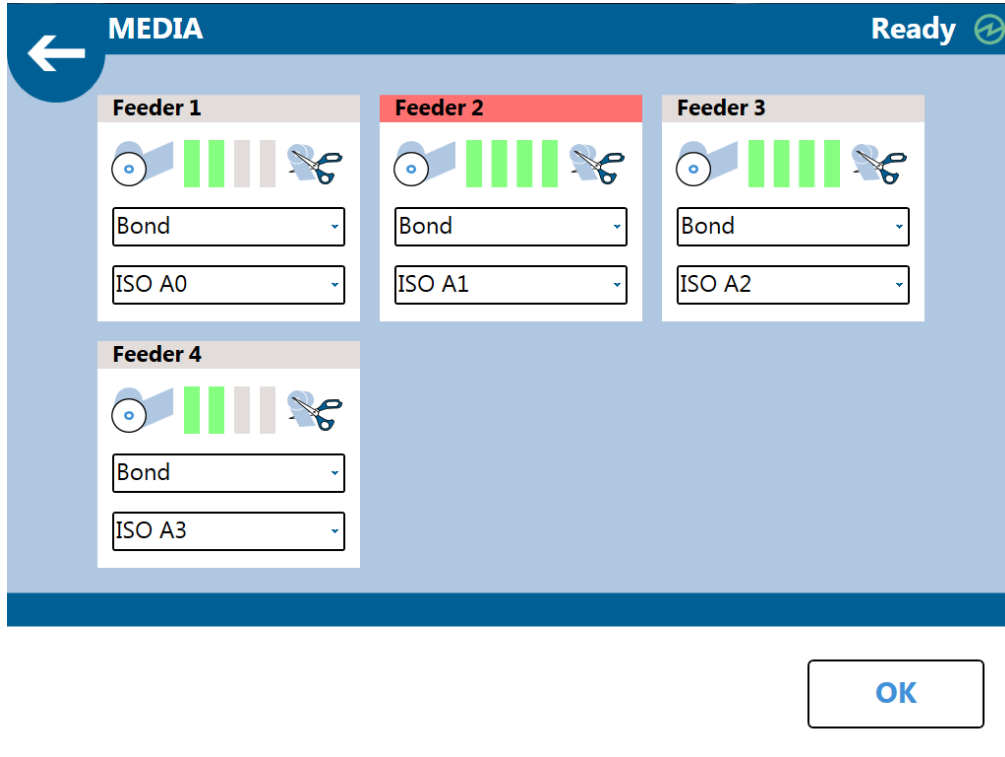 MEDIA Ready
Feeder 1 Feeder 2 Feeder 3
Bond Bond Bond
ISO A0 ISO A1 ISO A2
Feeder 4
Bond
ISO A3
OK